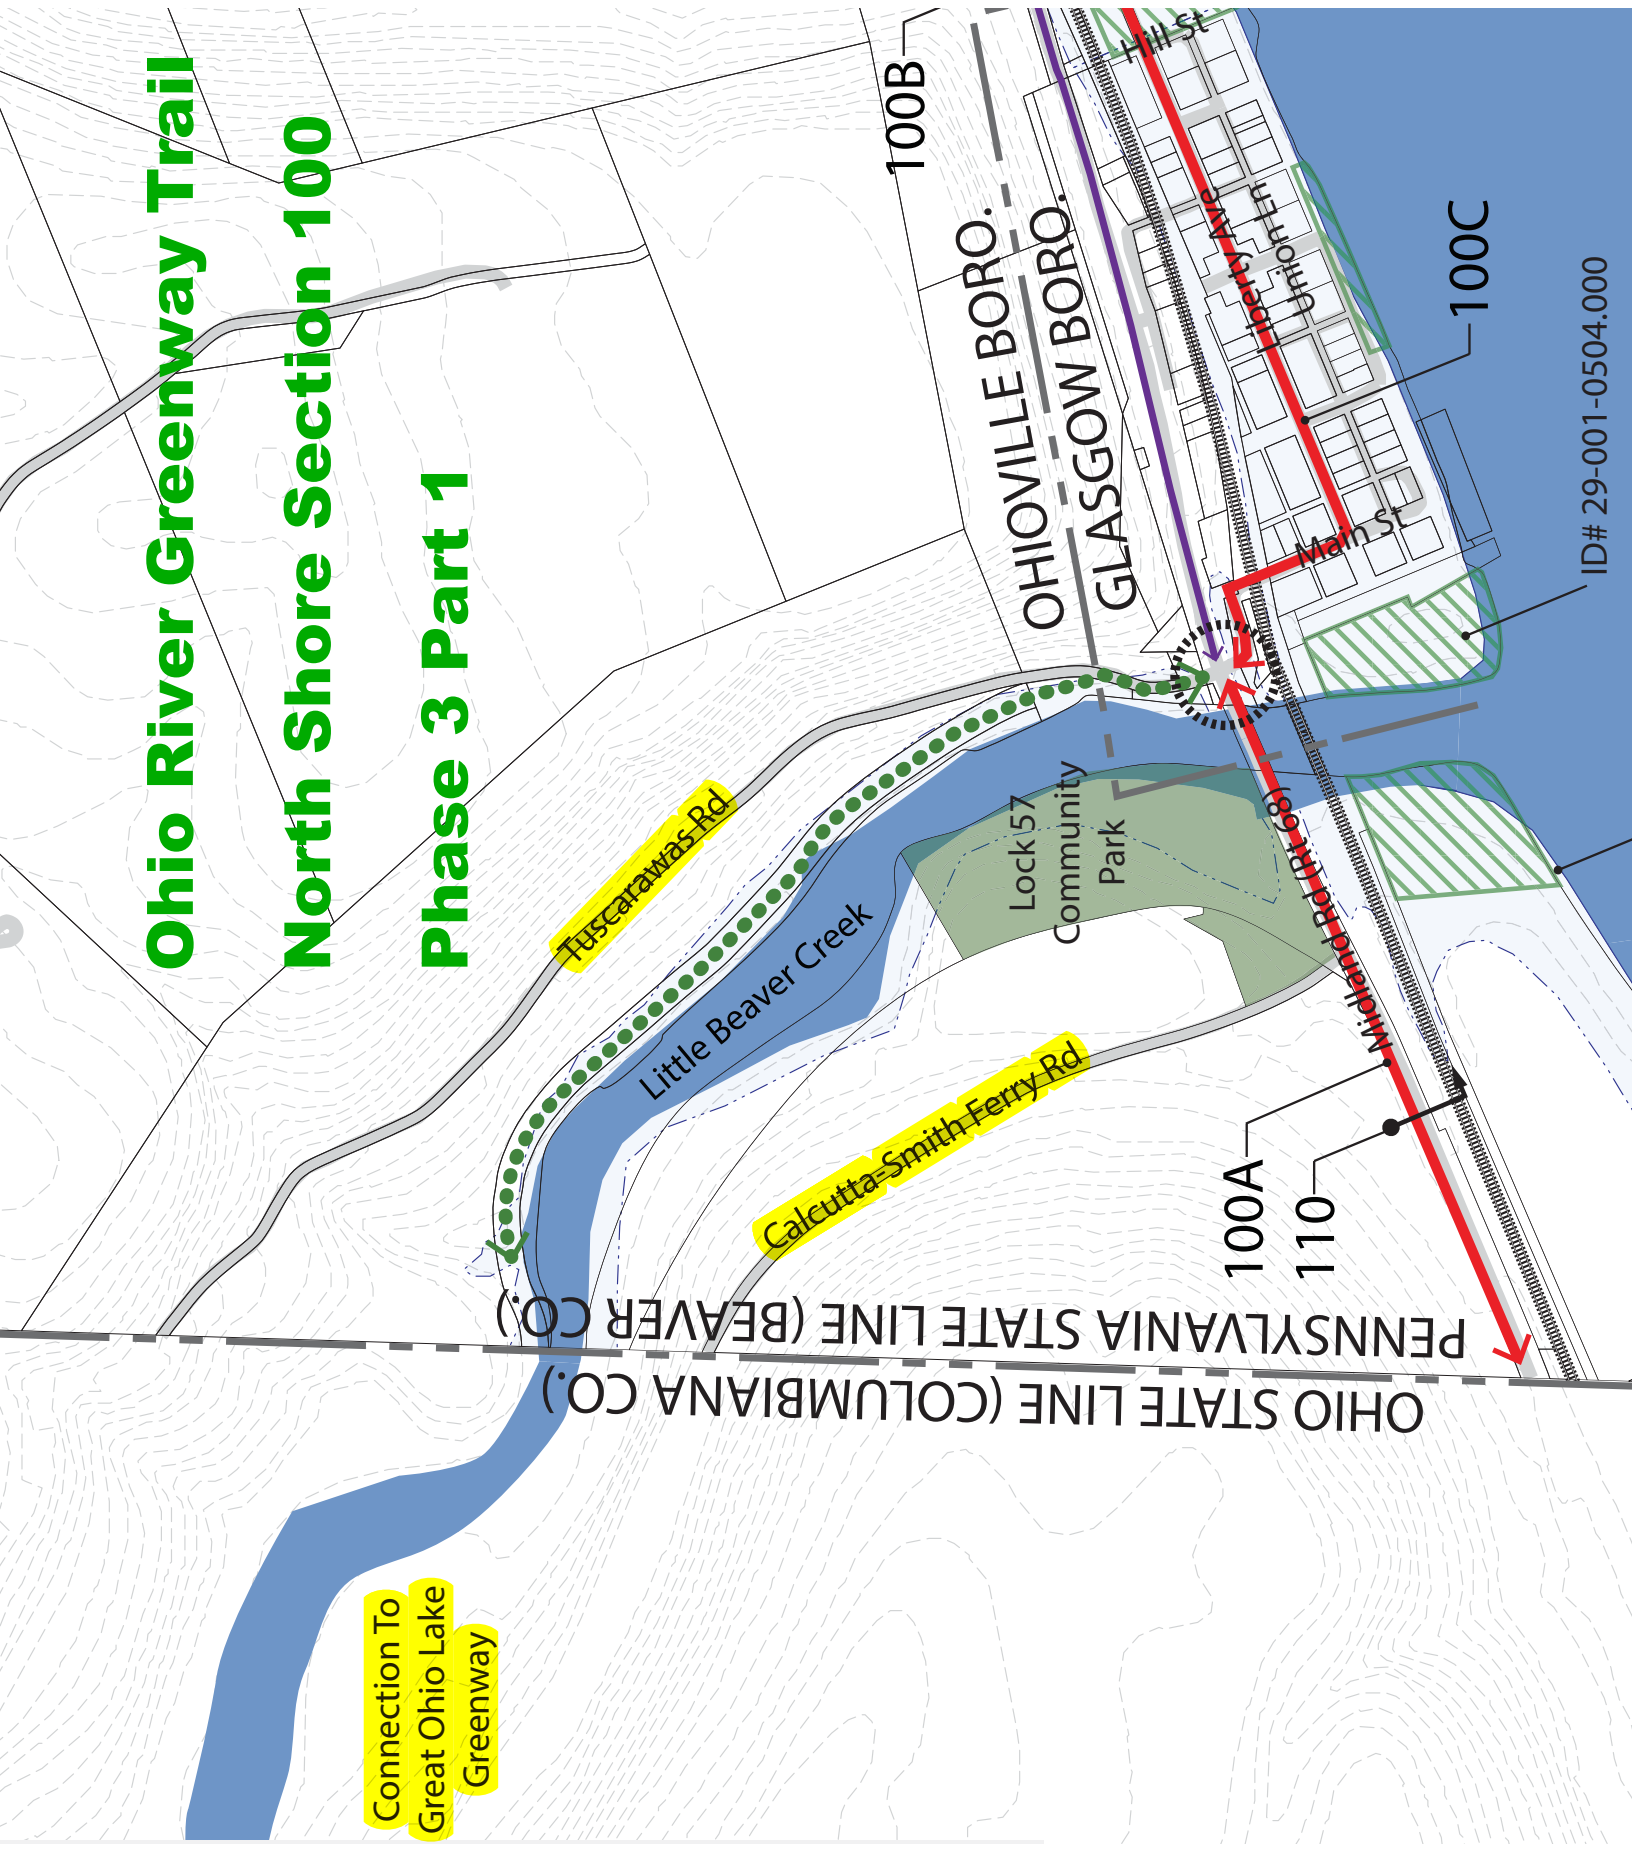 Ohio River Greenway Trail
North Shore Section 100
Phase 3 Part 1
100B
OHIOVILLE BORO.
GLASGOW BORO.
Hill St
Liberty Ave
Union Ln
100C
Main St
ID# 29-001-0504.000
Tuscarawas Rd
Little Beaver Creek
Lock 57
Community
Park
Midland Rd (Rt 68)
Calcutta-Smith Ferry Rd
100A
110
PENNSYLVANIA STATE LINE (BEAVER CO.)
OHIO STATE LINE (COLUMBIANA CO.)
Connection To
Great Ohio Lake
Greenway